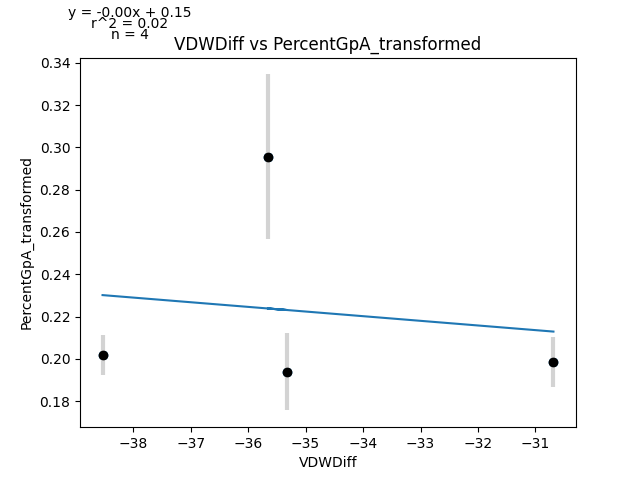 y = -0.00x + 0.15
r^2 = 0.02
n = 4
VDWDiff vs PercentGpA_transformed
0.34
0.32
0.30
0.28
0.26
0.24
0.22
0.20
0.18
PercentGpA_transformed
−38
−37
−36
−35
−34
−33
−32
−31
VDWDiff